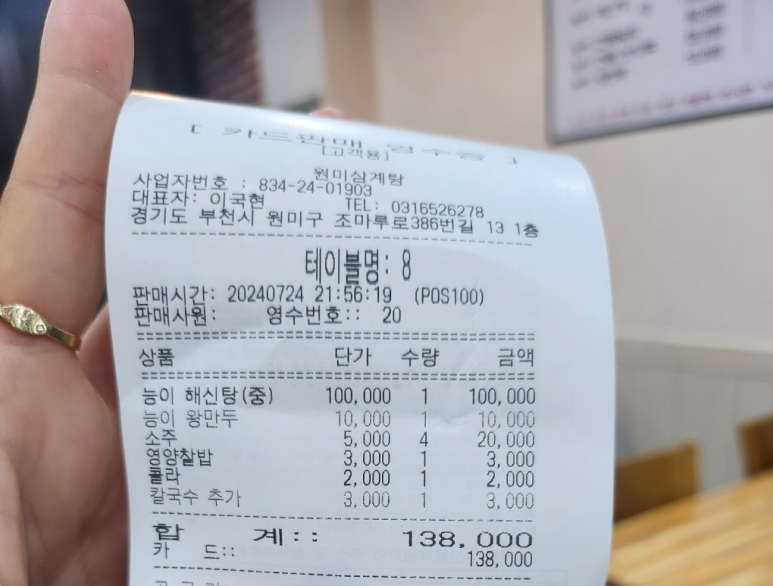 [ 카드판매 영수증 ]
[고객용]
원미삼계탕
사업자번호 : 834-24-01903
대표자: 이국현 TEL: 0316526278
경기도 부천시 원미구 조마루로386번길 13 1층
테이블명: 8
판매시간: 20240724 21:56:19 (POS100)
판매사원: 영수번호:: 20
상품 단가 수량 금액
능이 해신탕(중) 100,000 1 100,000
능이 왕만두 10,000 1 10,000
소주 5,000 4 20,000
영양찰밥 3,000 1 3,000
콜라 2,000 1 2,000
칼국수 추가 3,000 1 3,000
합 계:: 138,000
카 드:: 138,000